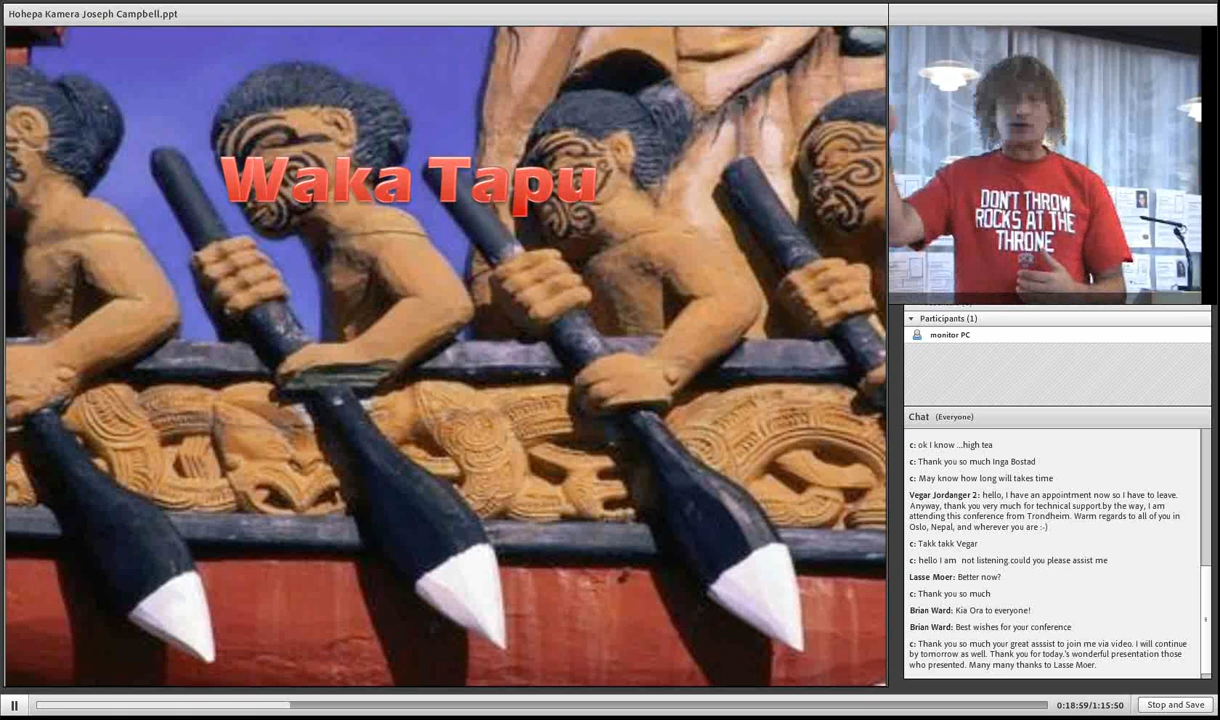 Hohepa Kamera Joseph Campbell.ppt
Waka Tapu
DON'T THROW
ROCKS AT THE
THRONE
Participants (1)
monitor PC
Chat (Everyone)
c: ok I know ...high tea
c: Thank you so much Inga Bostad
c: May know how long will takes time
Vegar Jordanger 2: hello, I have an appointment now so I have to leave.
Anyway, thank you very much for technical support.by the way, I am
attending this conference from Trondheim. Warm regards to all of you in
Oslo, Nepal, and wherever you are :-)
c: Takk takk Vegar
c: hello I am not listening.could you please assist me
Lasse Moer: Better now?
c: Thank you so much
Brian Ward: Kia Ora to everyone!
Brian Ward: Best wishes for your conference
c: Thank you so much your great asssist to join me via video. I will continue
by tomorrow as well. Thank you for today.'s wonderful presentation those
who presented. Many many thanks to Lasse Moer.
0:18:59/1:15:50
Stop and Save